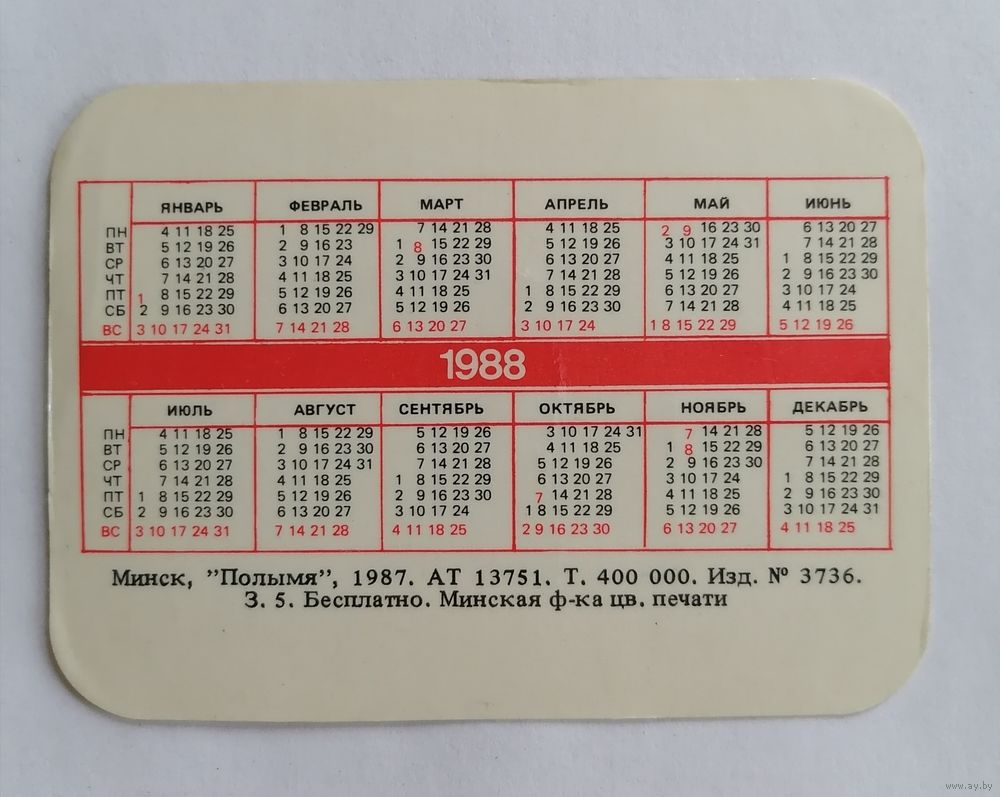 ЯНВАРЬ ФЕВРАЛЬ МАРТ АПРЕЛЬ МАЙ ИЮНЬ
ПН 4 11 18 25 1 8 15 22 29 7 14 21 28 4 11 18 25 2 9 16 23 30 6 13 20 27
ВТ 5 12 19 26 2 9 16 23 1 8 15 22 29 5 12 19 26 3 10 17 24 31 7 14 21 28
СР 6 13 20 27 3 10 17 24 2 9 16 23 30 6 13 20 27 4 11 18 25 1 8 15 22 29
ЧТ 7 14 21 28 4 11 18 25 3 10 17 24 31 7 14 21 28 5 12 19 26 2 9 16 23 30
ПТ 1 8 15 22 29 5 12 19 26 4 11 18 25 1 8 15 22 29 6 13 20 27 3 10 17 24
СБ 2 9 16 23 30 6 13 20 27 5 12 19 26 2 9 16 23 30 7 14 21 28 4 11 18 25
ВС 3 10 17 24 31 7 14 21 28 6 13 20 27 3 10 17 24 1 8 15 22 29 5 12 19 26
1988
ИЮЛЬ АВГУСТ СЕНТЯБРЬ ОКТЯБРЬ НОЯБРЬ ДЕКАБРЬ
ПН 4 11 18 25 1 8 15 22 29 5 12 19 26 3 10 17 24 31 7 14 21 28 5 12 19 26
ВТ 5 12 19 26 2 9 16 23 30 6 13 20 27 4 11 18 25 1 8 15 22 29 6 13 20 27
СР 6 13 20 27 3 10 17 24 31 7 14 21 28 5 12 19 26 2 9 16 23 30 7 14 21 28
ЧТ 7 14 21 28 4 11 18 25 1 8 15 22 29 6 13 20 27 3 10 17 24 1 8 15 22 29
ПТ 1 8 15 22 29 5 12 19 26 2 9 16 23 30 7 14 21 28 4 11 18 25 2 9 16 23 30
СБ 2 9 16 23 30 6 13 20 27 3 10 17 24 1 8 15 22 29 5 12 19 26 3 10 17 24 31
ВС 3 10 17 24 31 7 14 21 28 4 11 18 25 2 9 16 23 30 6 13 20 27 4 11 18 25
Минск, "Полымя", 1987. АТ 13751. Т. 400 000. Изд. № 3736.
З. 5. Бесплатно. Минская ф-ка цв. печати
www.ay.by